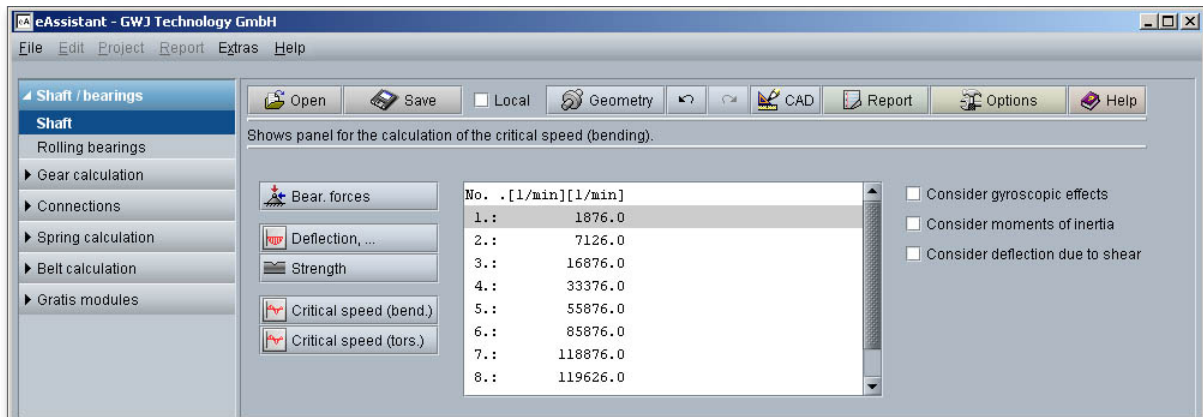 eA eAssistant - GWJ Technology GmbH
File Edit Project Report Extras Help
Shaft / bearings
Shaft
Rolling bearings
Gear calculation
Connections
Spring calculation
Belt calculation
Gratis modules
Open Save Local Geometry CAD Report Options Help
Shows panel for the calculation of the critical speed (bending).
Bear. forces
Deflection, ...
Strength
Critical speed (bend.)
Critical speed (tors.)
No. .[1/min][1/min]
1.: 1876.0
2.: 7126.0
3.: 16876.0
4.: 33376.0
5.: 55876.0
6.: 85876.0
7.: 118876.0
8.: 119626.0
Consider gyroscopic effects
Consider moments of inertia
Consider deflection due to shear